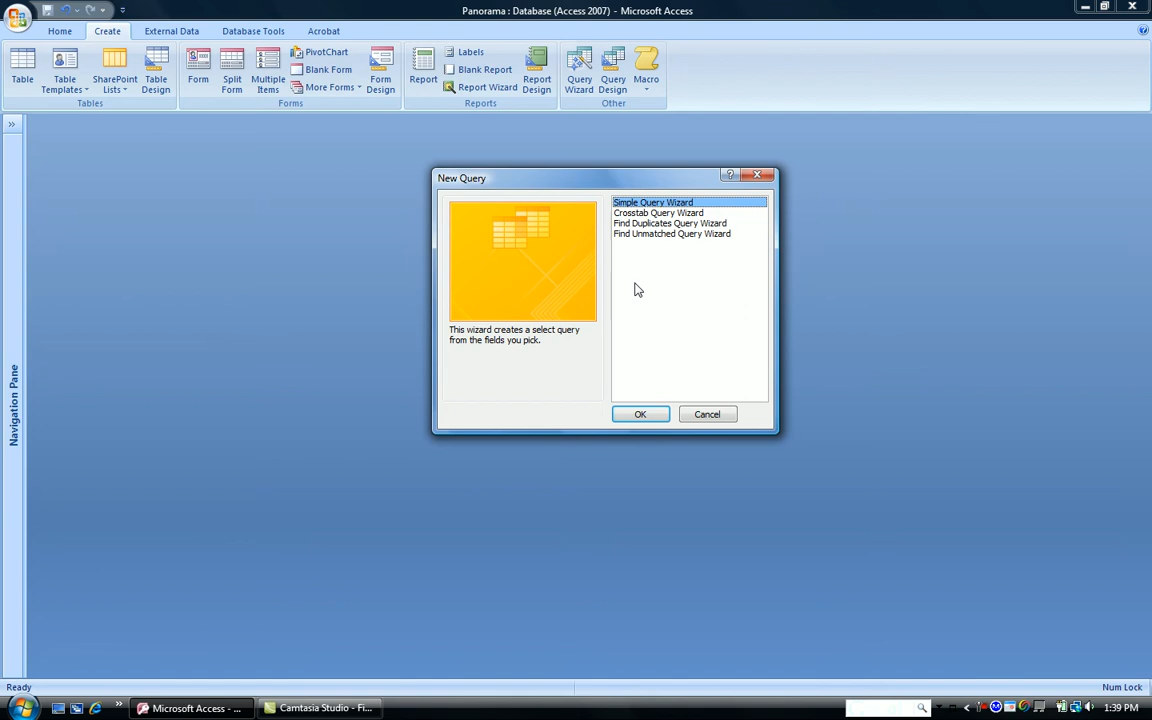 Panorama : Database (Access 2007) - Microsoft Access
Home Create External Data Database Tools Acrobat
Table
Table Templates
SharePoint Lists
Table Design
Tables
Form
Split Form
Multiple Items
PivotChart
Blank Form
More Forms
Form Design
Forms
Report
Labels
Blank Report
Report Wizard
Report Design
Reports
Query Wizard
Query Design
Macro
Other
»
Navigation Pane
New Query
Simple Query Wizard
Crosstab Query Wizard
Find Duplicates Query Wizard
Find Unmatched Query Wizard
This wizard creates a select query
from the fields you pick.
OK Cancel
Ready Num Lock
Microsoft Access - ... Camtasia Studio - Fi... 1:39 PM